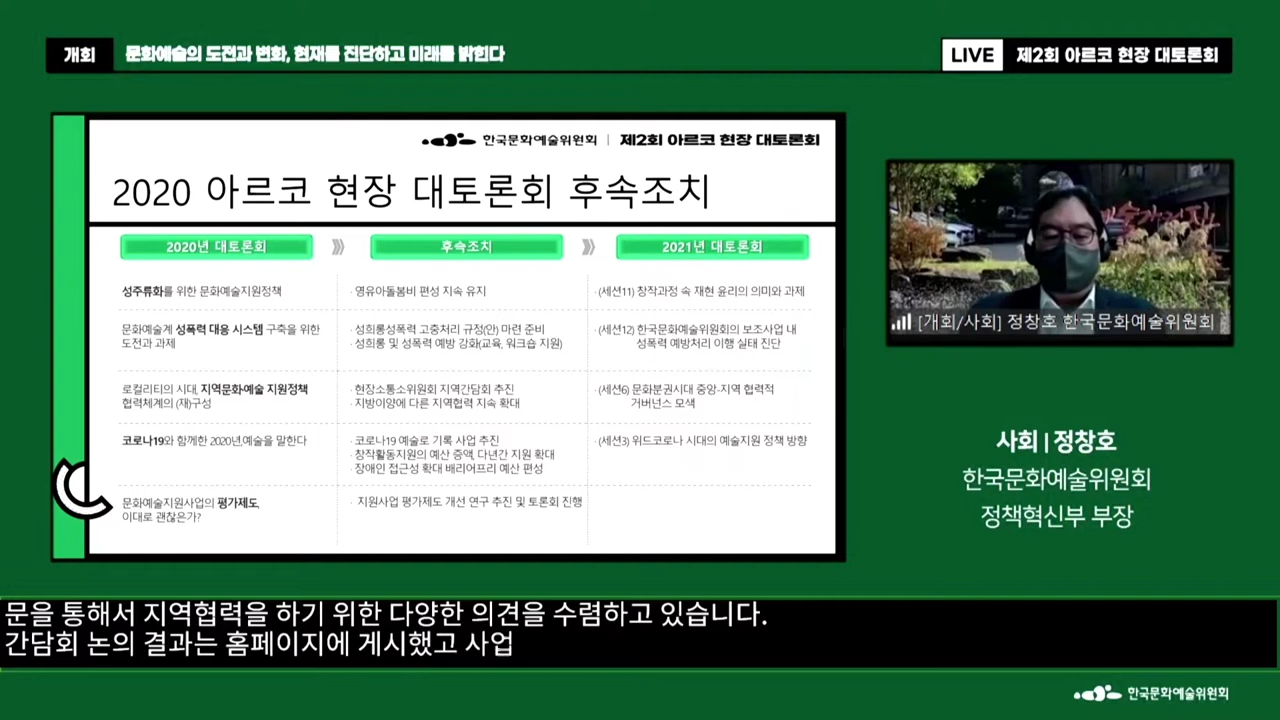 개회
문화예술의 도전과 변화, 현재를 진단하고 미래를 밝힌다
LIVE
제2회 아르코 현장 대토론회
한국문화예술위원회 | 제2회 아르코 현장 대토론회
2020 아르코 현장 대토론회 후속조치
2020년 대토론회
후속조치
2021년 대토론회
성주류화를 위한 문화예술지원정책
· 영유아돌봄비 편성 지속 유지
· (세션11) 창작과정 속 재현 윤리의 의미와 과제
문화예술계 성폭력 대응 시스템 구축을 위한
도전과 과제
· 성희롱성폭력 고충처리 규정(안) 마련 준비
· 성희롱 및 성폭력 예방 강화(교육, 워크숍 지원)
· (세션12) 한국문화예술위원회의 보조사업 내
성폭력 예방처리 이행 실태 진단
로컬리티의 시대, 지역문화·예술 지원정책
협력체계의 (재)구성
· 현장소통소위원회 지역간담회 추진
· 지방이양에 다른 지역협력 지속 확대
· (세션6) 문화분권시대 중앙-지역 협력적
거버넌스 모색
코로나19와 함께한 2020년,예술을 말한다
· 코로나19 예술로 기록 사업 추진
· 창작활동지원의 예산 증액, 다년간 지원 확대
· 장애인 접근성 확대 배리어프리 예산 편성
· (세션3) 위드코로나 시대의 예술지원 정책 방향
문화예술지원사업의 평가제도,
이대로 괜찮은가?
· 지원사업 평가제도 개선 연구 추진 및 토론회 진행
[개회/사회] 정창호 한국문화예술위원회
사회 | 정창호
한국문화예술위원회
정책혁신부 부장
문을 통해서 지역협력을 하기 위한 다양한 의견을 수렴하고 있습니다.
간담회 논의 결과는 홈페이지에 게시했고 사업
한국문화예술위원회